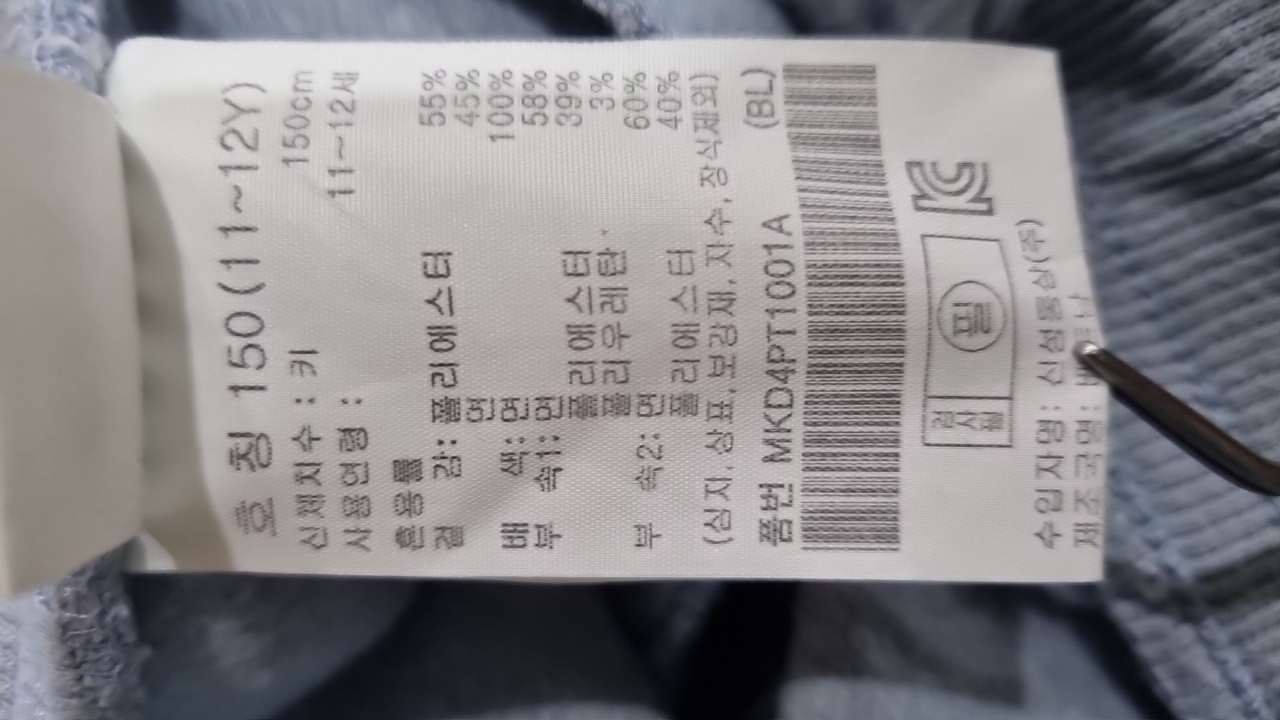 호 칭 150(11~12Y)
신체치수 : 키 150cm
사용연령 : 11~12세
혼용률
겉 감: 폴리에스터 55%
면 45%
배 색: 면 100%
부 속1: 면 58%
폴리에스터 39%
폴리우레탄 3%
부 속2: 면 60%
폴리에스터 40%
(심지, 상표, 보강재, 자수, 장식제외)
품번 MKD4PT1001A (BL)
검사필
필
수입자명: 신성통상(주)
제조국명: